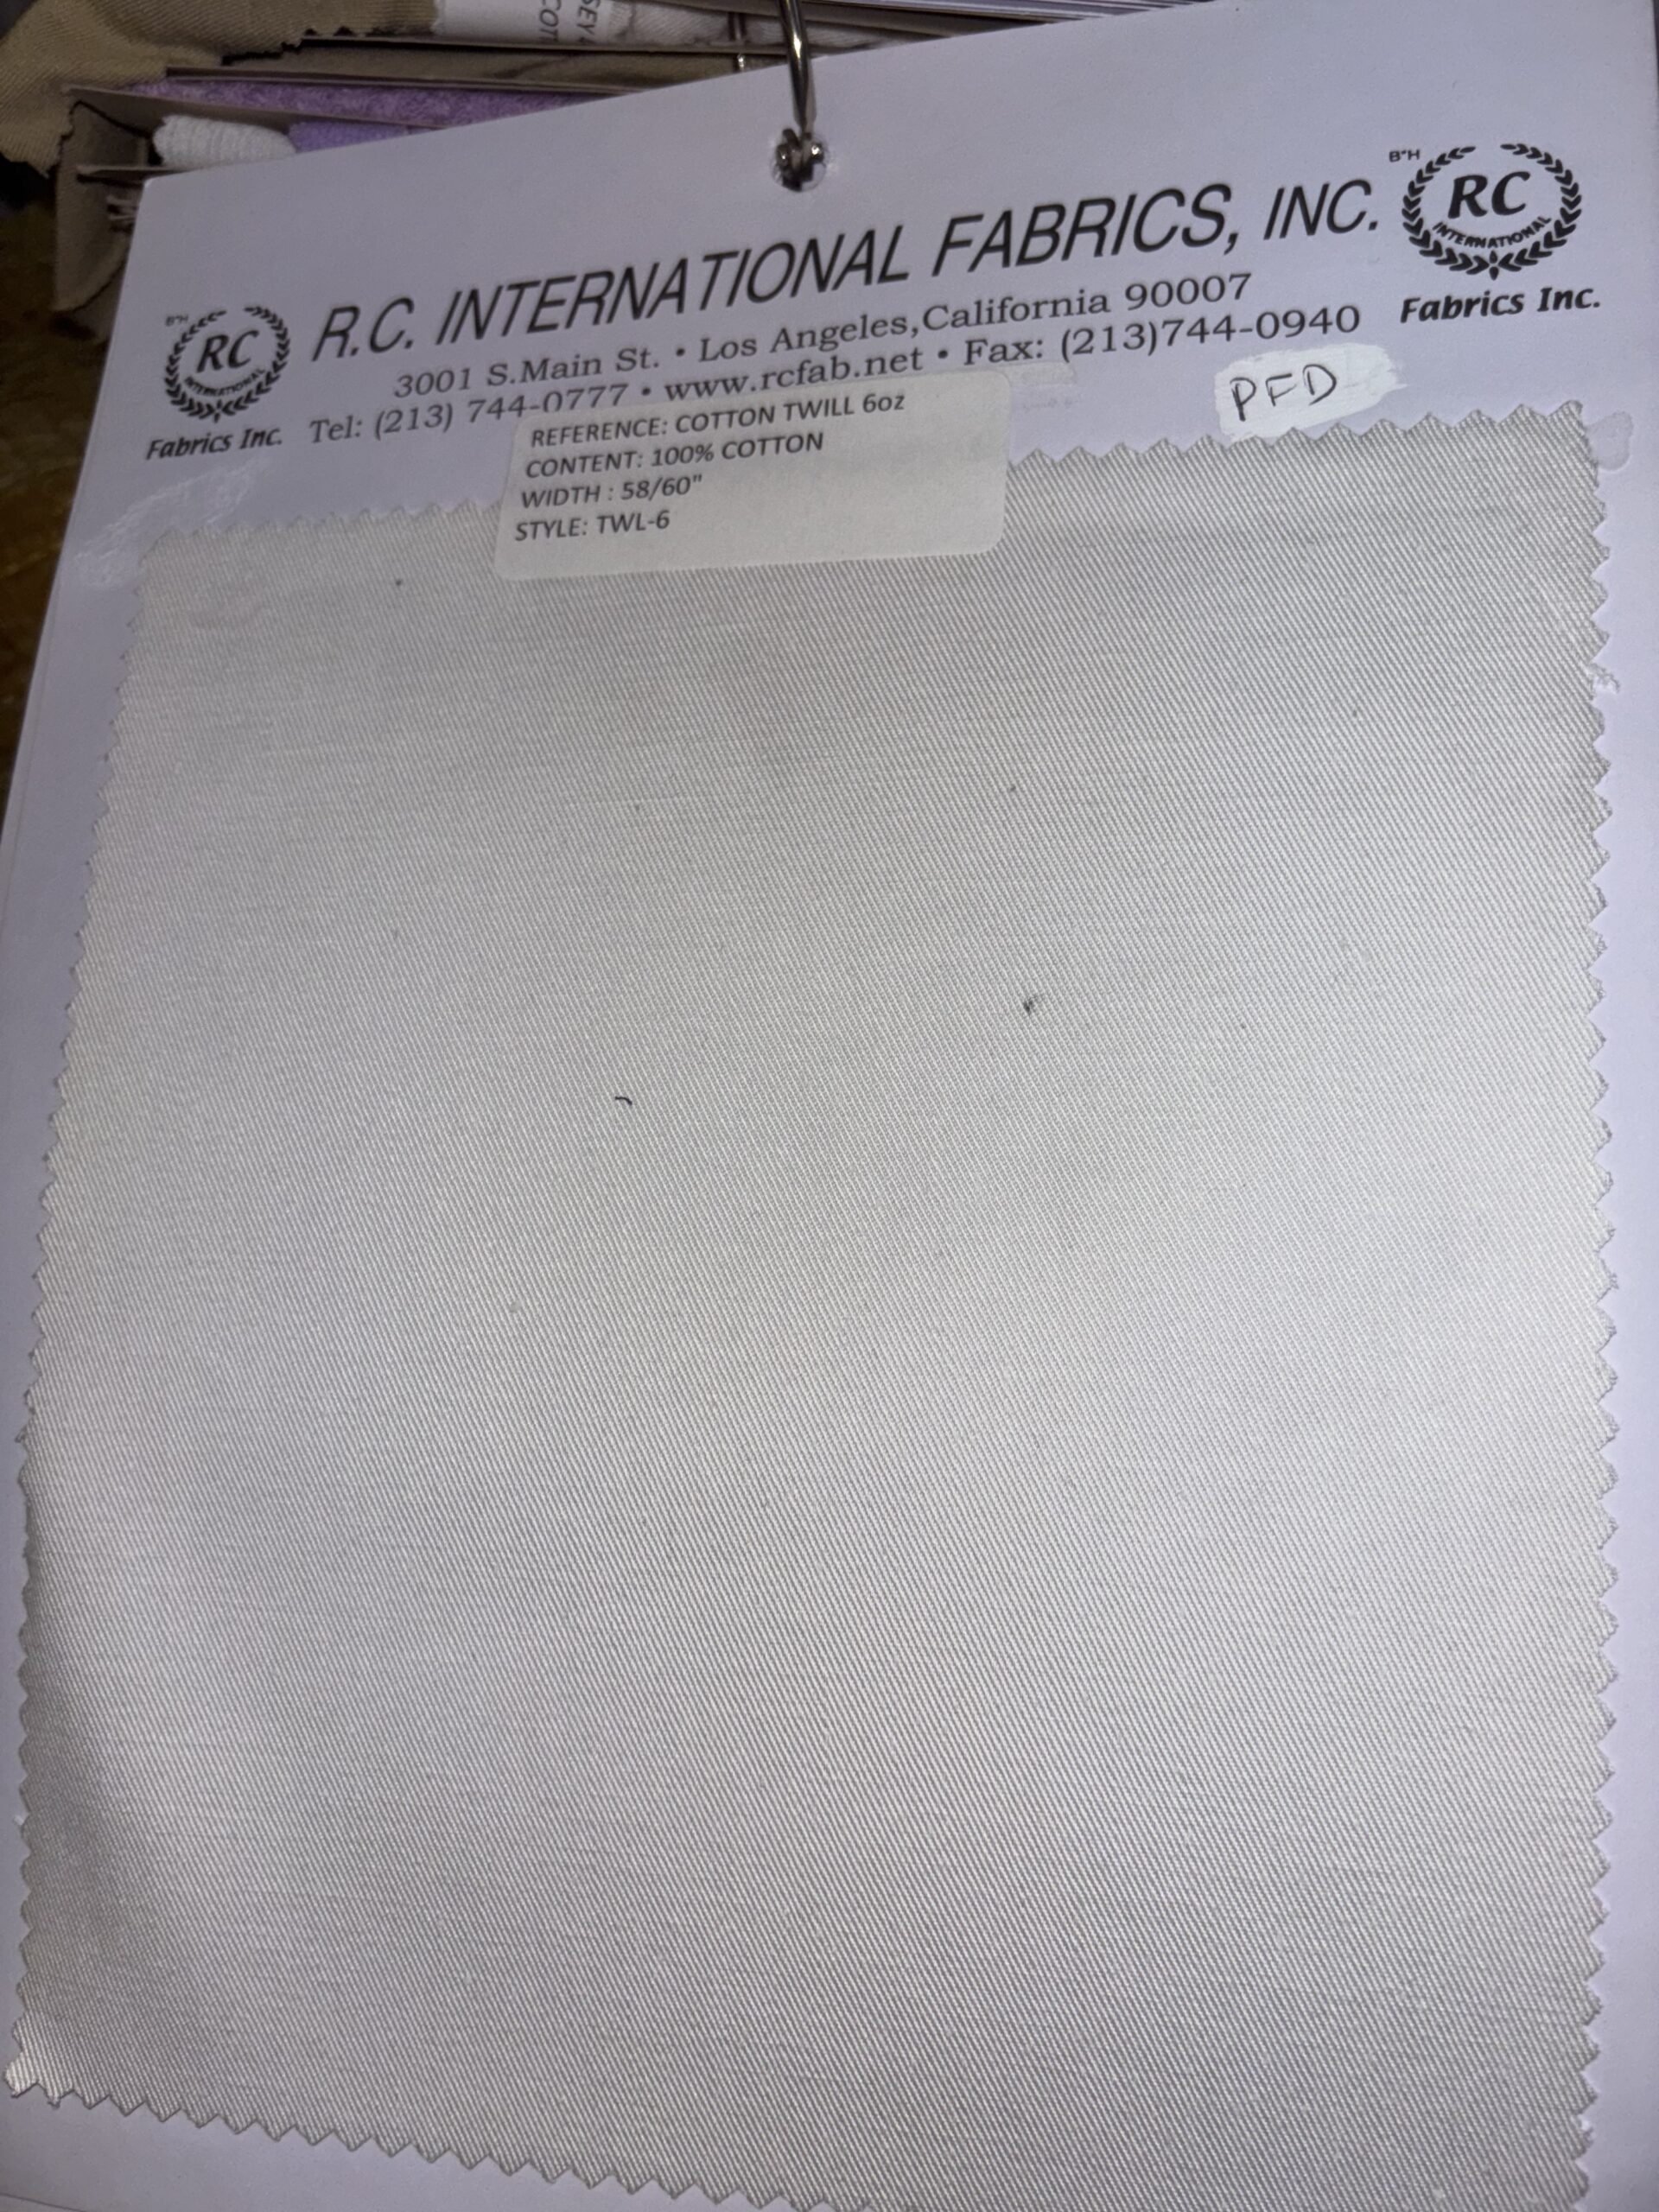 SEY
COT
B"H
RC
INTERNATIONAL
Fabrics Inc.
R.C. INTERNATIONAL FABRICS, INC.
3001 S.Main St. • Los Angeles,California 90007
Tel: (213) 744-0777 • www.rcfab.net • Fax: (213)744-0940
B"H
RC
INTERNATIONAL
Fabrics Inc.
PFD
REFERENCE: COTTON TWILL 6oz
CONTENT: 100% COTTON
WIDTH : 58/60"
STYLE: TWL-6